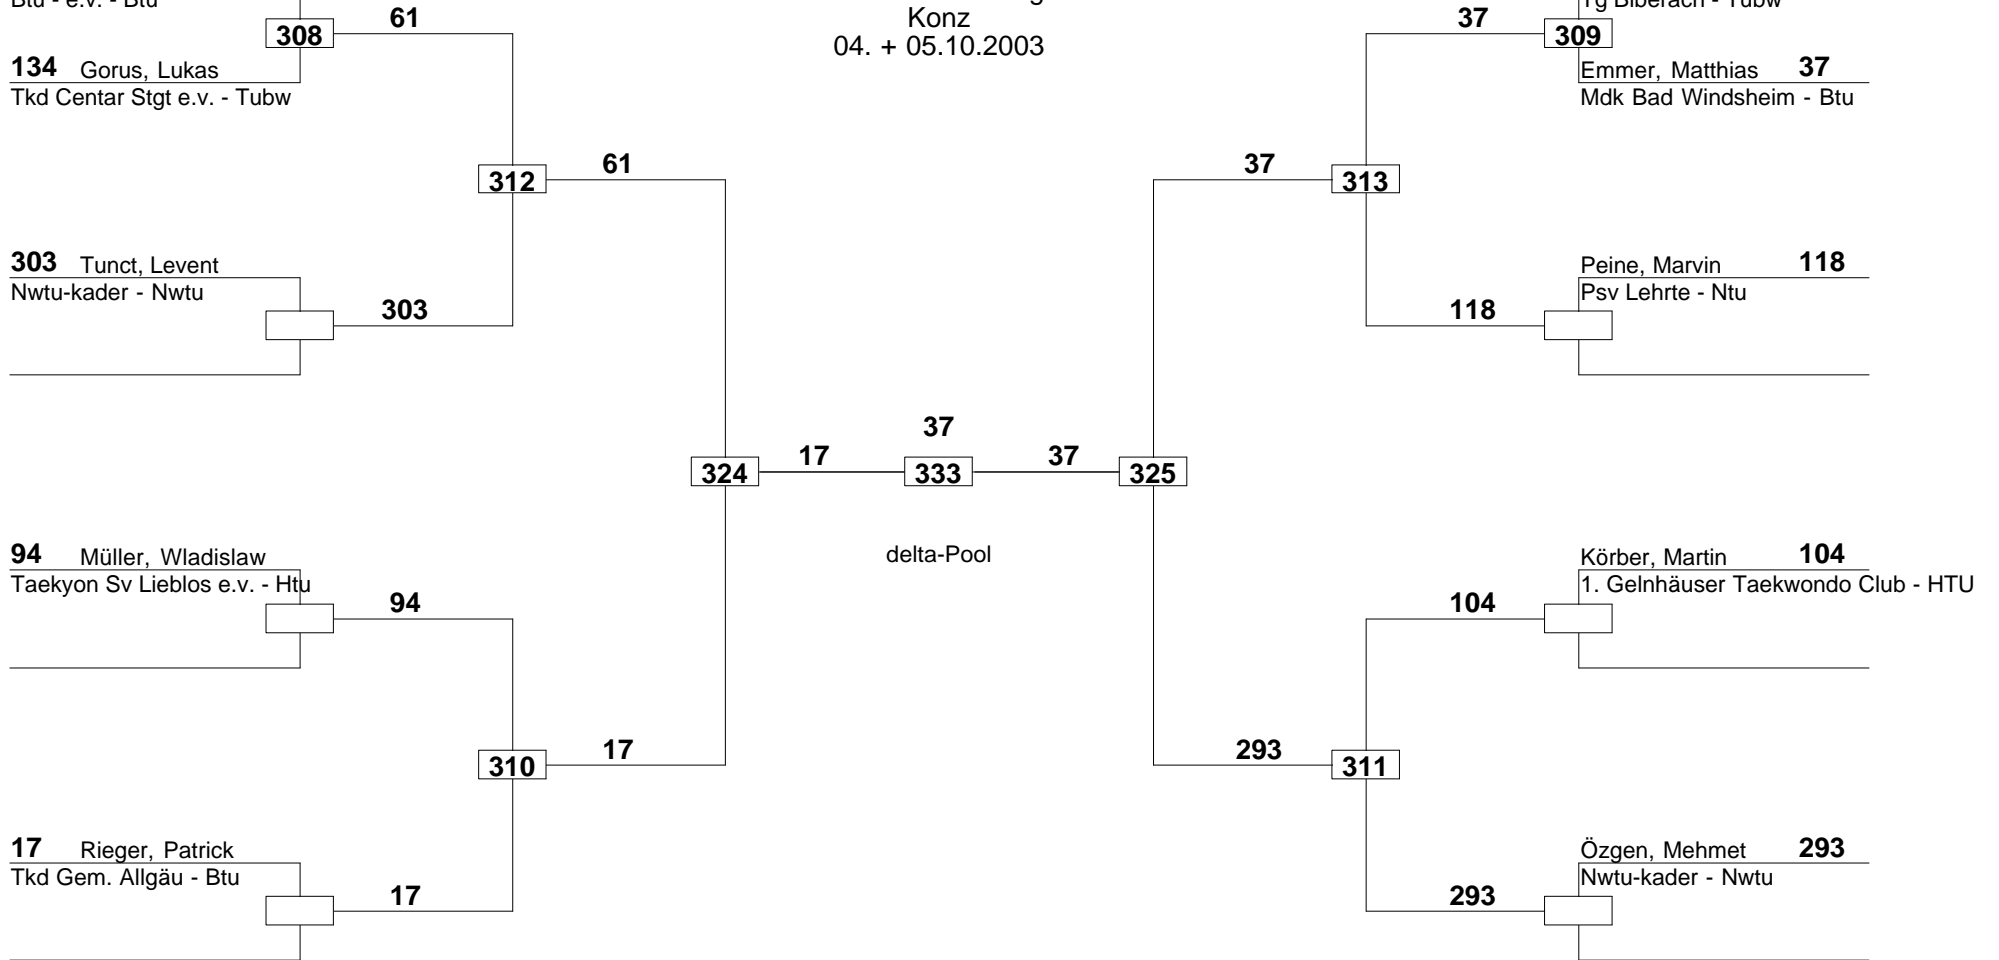 Btu - e.v. - Btu
308
61
134 Gorus, Lukas
Tkd Centar Stgt e.v. - Tubw
312
61
303 Tunct, Levent
Nwtu-kader - Nwtu
303
94 Müller, Wladislaw
Taekyon Sv Lieblos e.v. - Htu
94
310
17
17 Rieger, Patrick
Tkd Gem. Allgäu - Btu
17
Konz
04. + 05.10.2003
37
324
17
333
37
325
delta-Pool
Tg Biberach - Tubw
37
309
Emmer, Matthias 37
Mdk Bad Windsheim - Btu
37
313
Peine, Marvin 118
Psv Lehrte - Ntu
118
Körber, Martin 104
1. Gelnhäuser Taekwondo Club - HTU
104
293
311
Özgen, Mehmet 293
Nwtu-kader - Nwtu
293